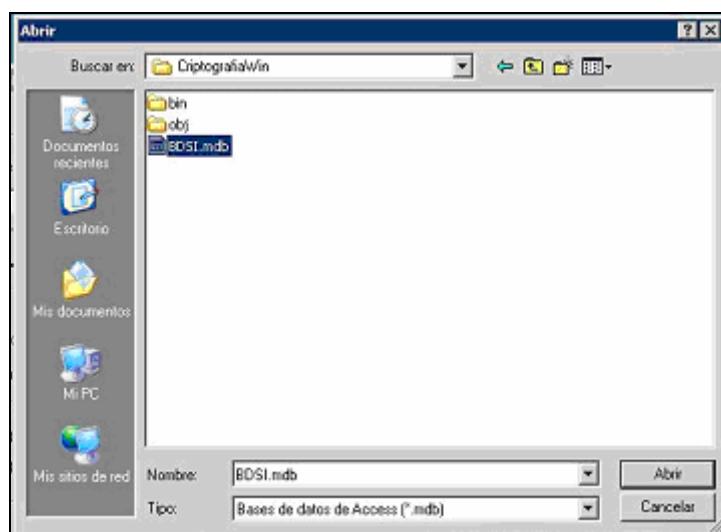 Abrir
Buscar en: CriptografiaWin
bin
obj
BDSI.mdb
Documentos
recientes
Escritorio
Mis documentos
Mi PC
Mis sitios de red
Nombre: BDSI.mdb Abrir
Tipo: Bases de datos de Access (*.mdb) Cancelar